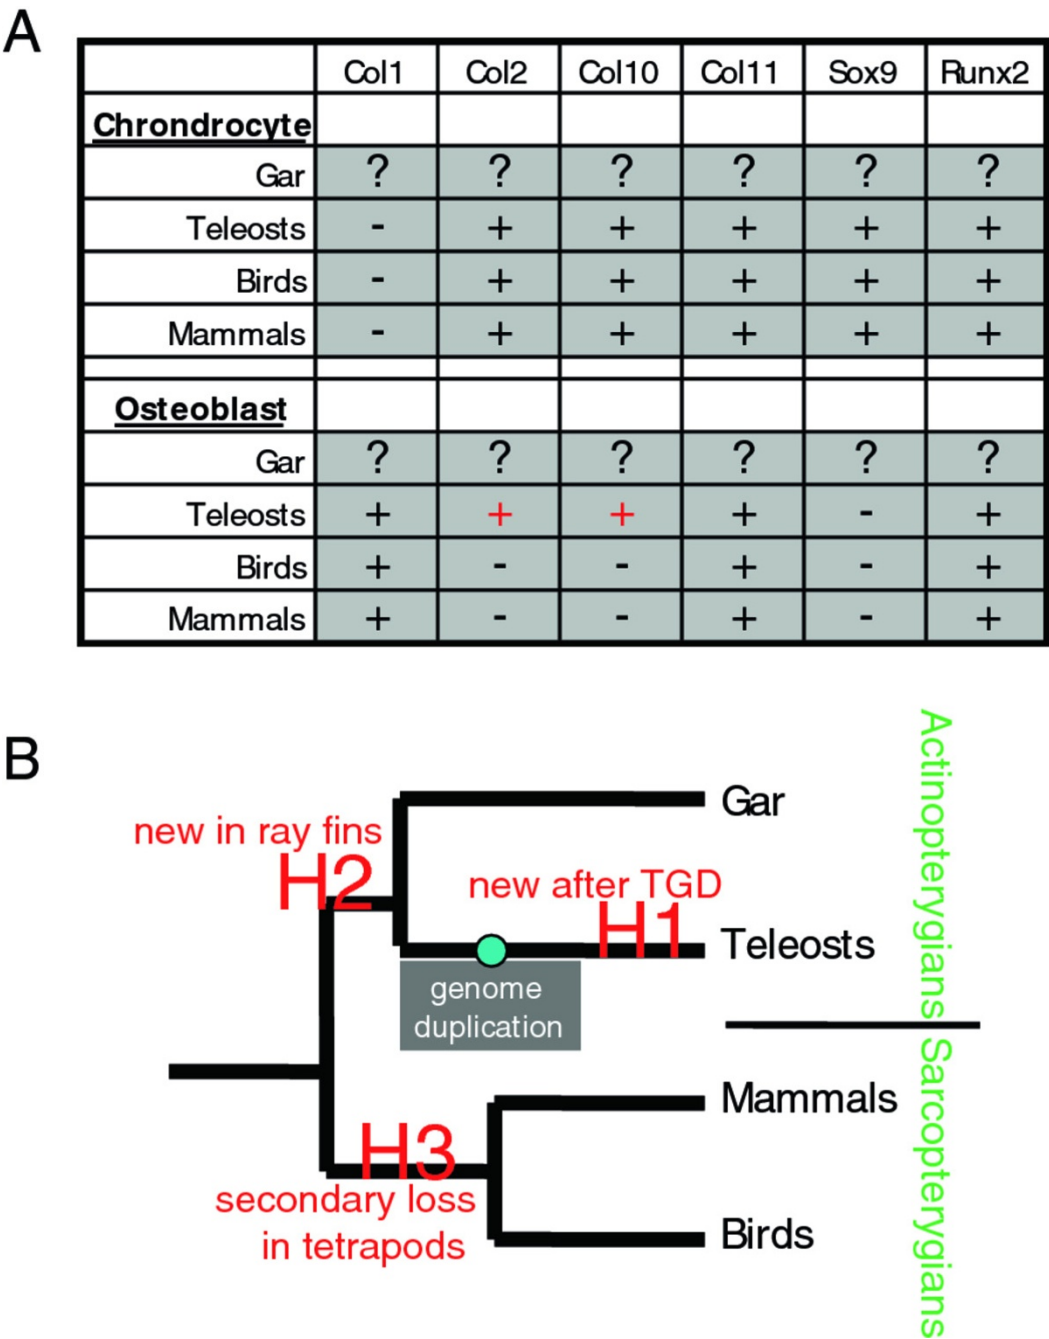 A
Col1 Col2 Col10 Col11 Sox9 Runx2
Chrondrocyte
Gar ? ? ? ? ? ?
Teleosts - + + + + +
Birds - + + + + +
Mammals - + + + + +
Osteoblast
Gar ? ? ? ? ? ?
Teleosts + + + + - +
Birds + - - + - +
Mammals + - - + - +
B
Gar
new in ray fins
H2
new after TGD
H1
Teleosts
genome
duplication
Mammals
H3
secondary loss
in tetrapods
Birds
Actinopterygians
Sarcopterygians